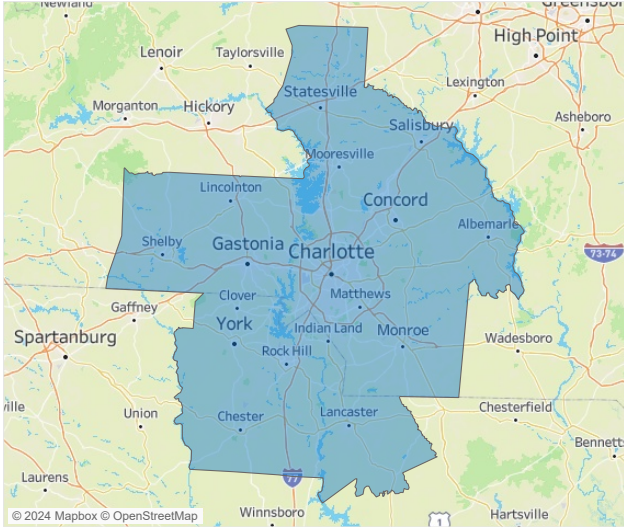 Newland
Greensboro
High Point
Lenoir
Taylorsville
Lexington
Statesville
Morganton
Hickory
Asheboro
Salisbury
Mooresville
Lincolnton
Concord
Albemarle
Shelby
Gastonia
Charlotte
73-74
Clover
Matthews
Gaffney
York
Indian Land
Monroe
Spartanburg
Wadesboro
Rock Hill
ville
Union
Chester
Lancaster
Chesterfield
Bennetts
Laurens
77
Winnsboro
1
Hartsville
© 2024 Mapbox © OpenStreetMap